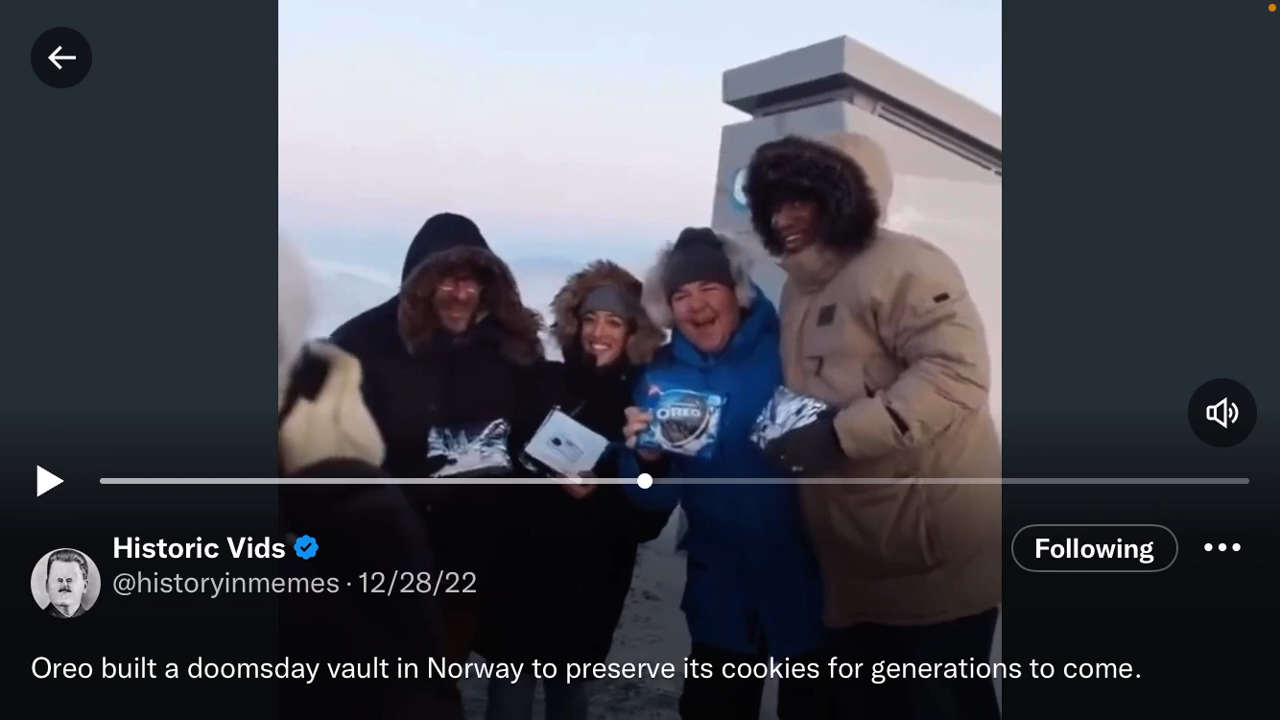 OREO
Historic Vids
@historyinmemes · 12/28/22
Following
Oreo built a doomsday vault in Norway to preserve its cookies for generations to come.